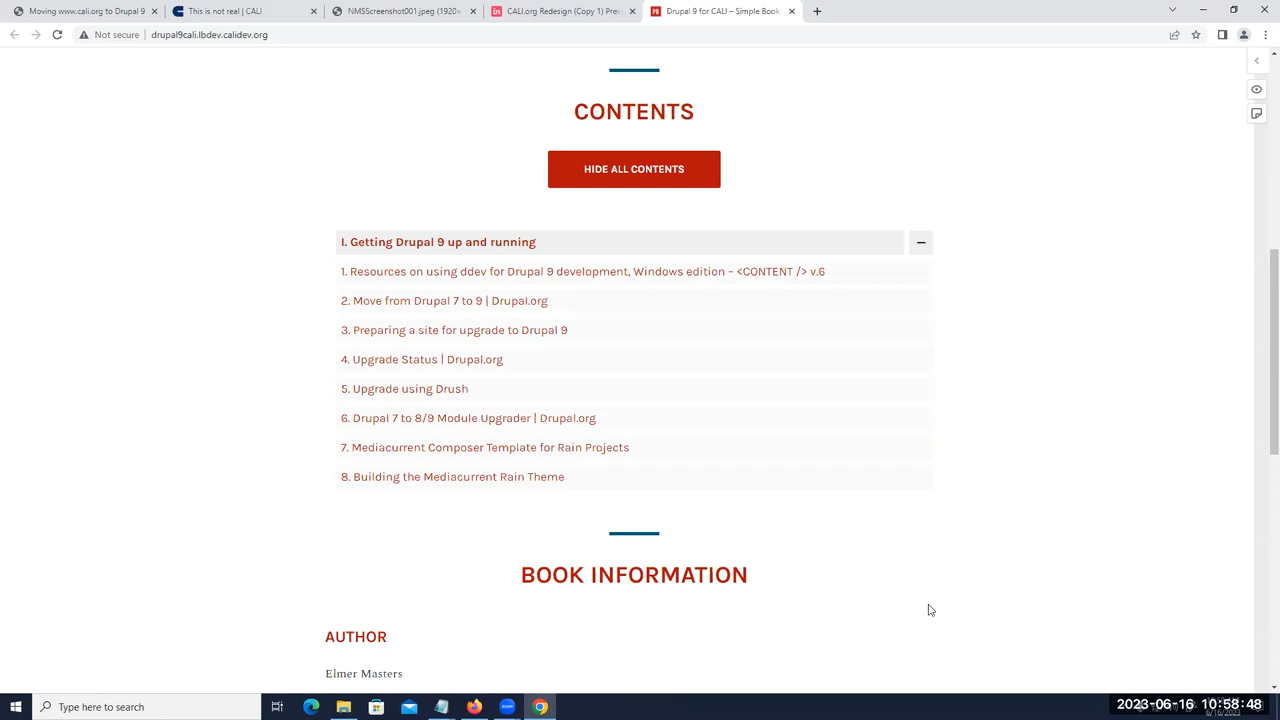 Moving www.cali.org to Drupal 9
This is not real | CALI
NMSScreenshot001.jpeg (1920×
CALI.org Redesign (Copy 1) Prev
Drupal 9 for CALI – Simple Book
Not secure
drupal9cali.lbdev.calidev.org
CONTENTS
HIDE ALL CONTENTS
I. Getting Drupal 9 up and running
1. Resources on using ddev for Drupal 9 development, Windows edition – <CONTENT /> v.6
2. Move from Drupal 7 to 9 | Drupal.org
3. Preparing a site for upgrade to Drupal 9
4. Upgrade Status | Drupal.org
5. Upgrade using Drush
6. Drupal 7 to 8/9 Module Upgrader | Drupal.org
7. Mediacurrent Composer Template for Rain Projects
8. Building the Mediacurrent Rain Theme
BOOK INFORMATION
AUTHOR
Elmer Masters
Type here to search
zoom
2023-06-16 10:58:48